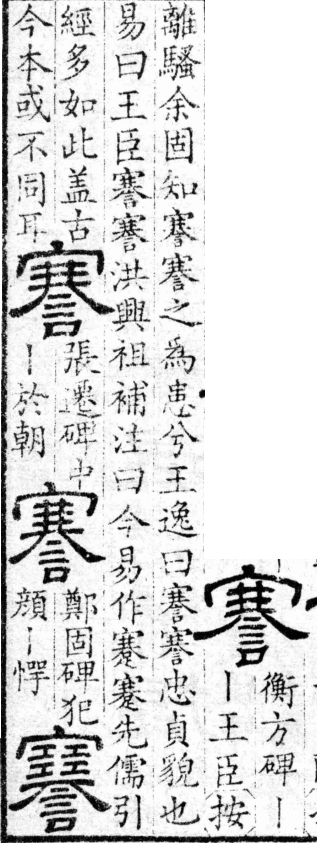 謇
衡方碑丨
丨王臣按
離騷余固知謇謇之為患兮王逸曰謇謇忠貞貌也
易曰王臣謇謇洪興祖補注曰今易作蹇蹇先儒引
經多如此盖古
今本或不同耳
謇
張遷碑中
丨於朝
謇
鄭固碑犯
顔丨愕
謇